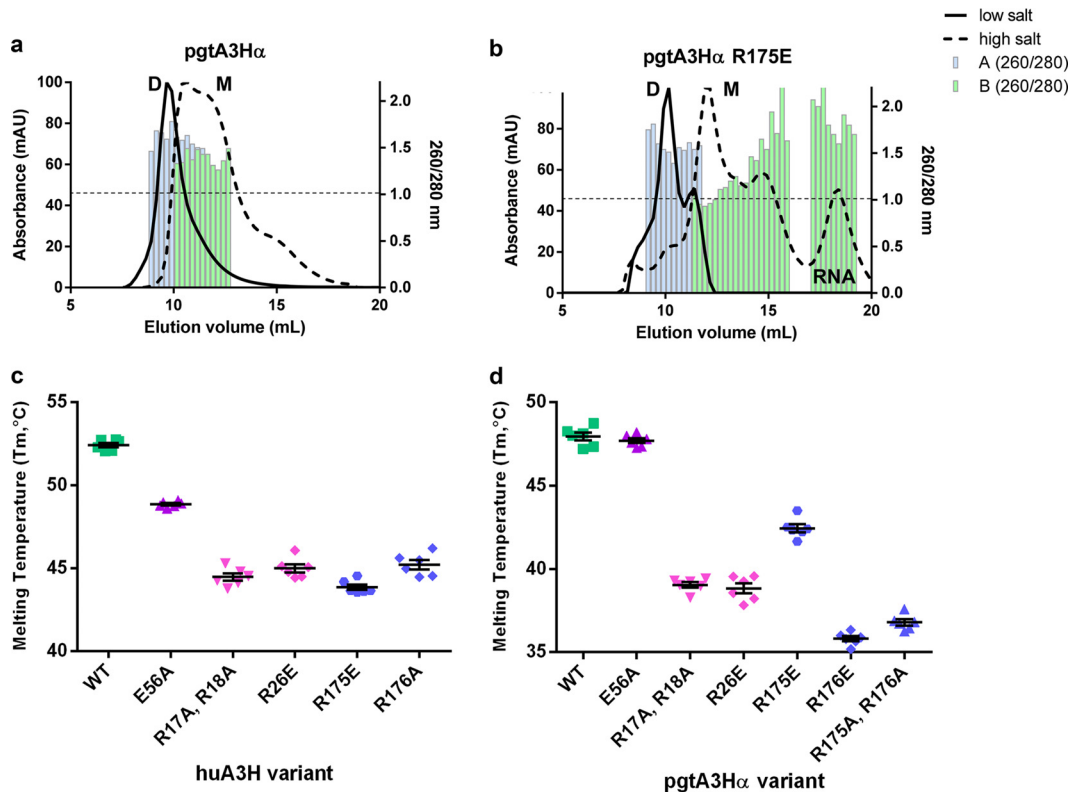 low salt
high salt
A (260/280)
B (260/280)
a
pgtA3Hα
D M
Absorbance (mAU)
100
80
60
40
20
0
2.0
1.5
1.0
0.5
0.0
260/280 nm
5 10 15 20
Elution volume (mL)
b
pgtA3Hα R175E
D M
Absorbance (mAU)
80
60
40
20
0
2.0
1.5
1.0
0.5
0.0
260/280 nm
RNA
5 10 15 20
Elution volume (mL)
c
Melting Temperature (Tm,°C)
55
50
45
40
WT
E56A
R17A, R18A
R26E
R175E
R176A
huA3H variant
d
Melting Temperature (Tm,°C)
50
45
40
35
WT
E56A
R17A, R18A
R26E
R175E
R176E
R175A, R176A
pgtA3Hα variant